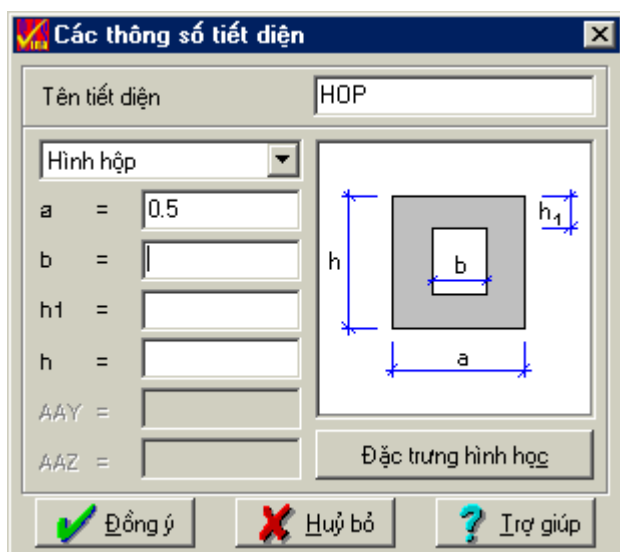 Các thông số tiết diện
Tên tiết diện HOP
Hình hộp
a = 0.5
b =
h1 =
h =
AAY =
AAZ =
h1
h
b
a
Đặc trưng hình học
Đồng ý Huỷ bỏ Trợ giúp